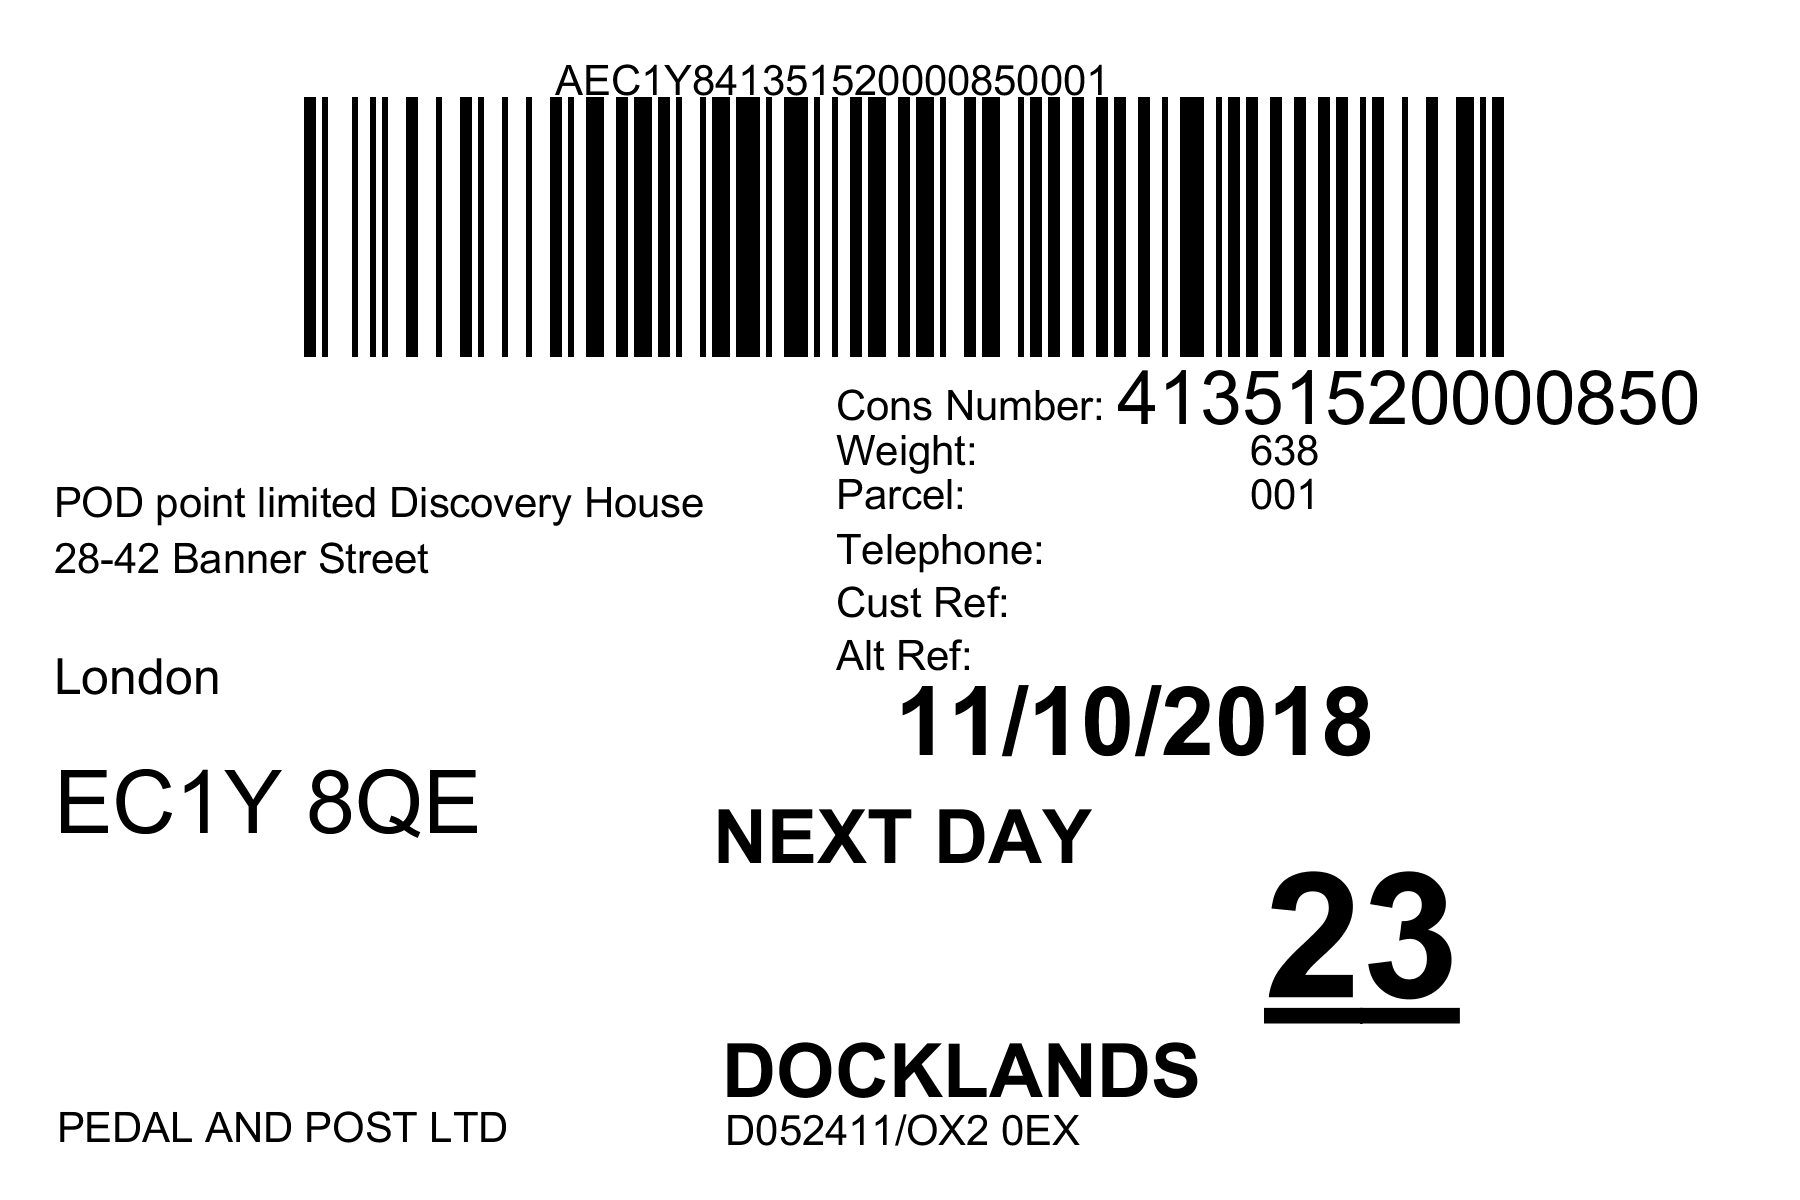 AEC1Y841351520000850001
Cons Number: 41351520000850
Weight: 638
Parcel: 001
Telephone:
Cust Ref:
Alt Ref:
POD point limited Discovery House
28-42 Banner Street
London
EC1Y 8QE
11/10/2018
NEXT DAY
23
DOCKLANDS
PEDAL AND POST LTD
D052411/OX2 0EX